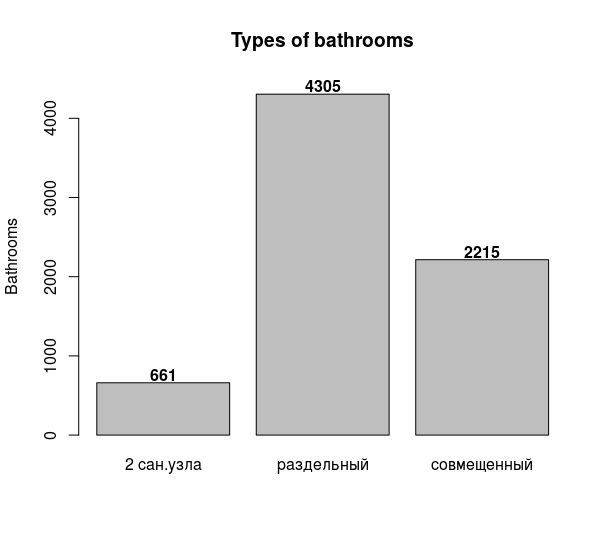 Types of bathrooms
Bathrooms
4000
3000
2000
1000
0
661
4305
2215
2 сан.узла
раздельный
совмещенный